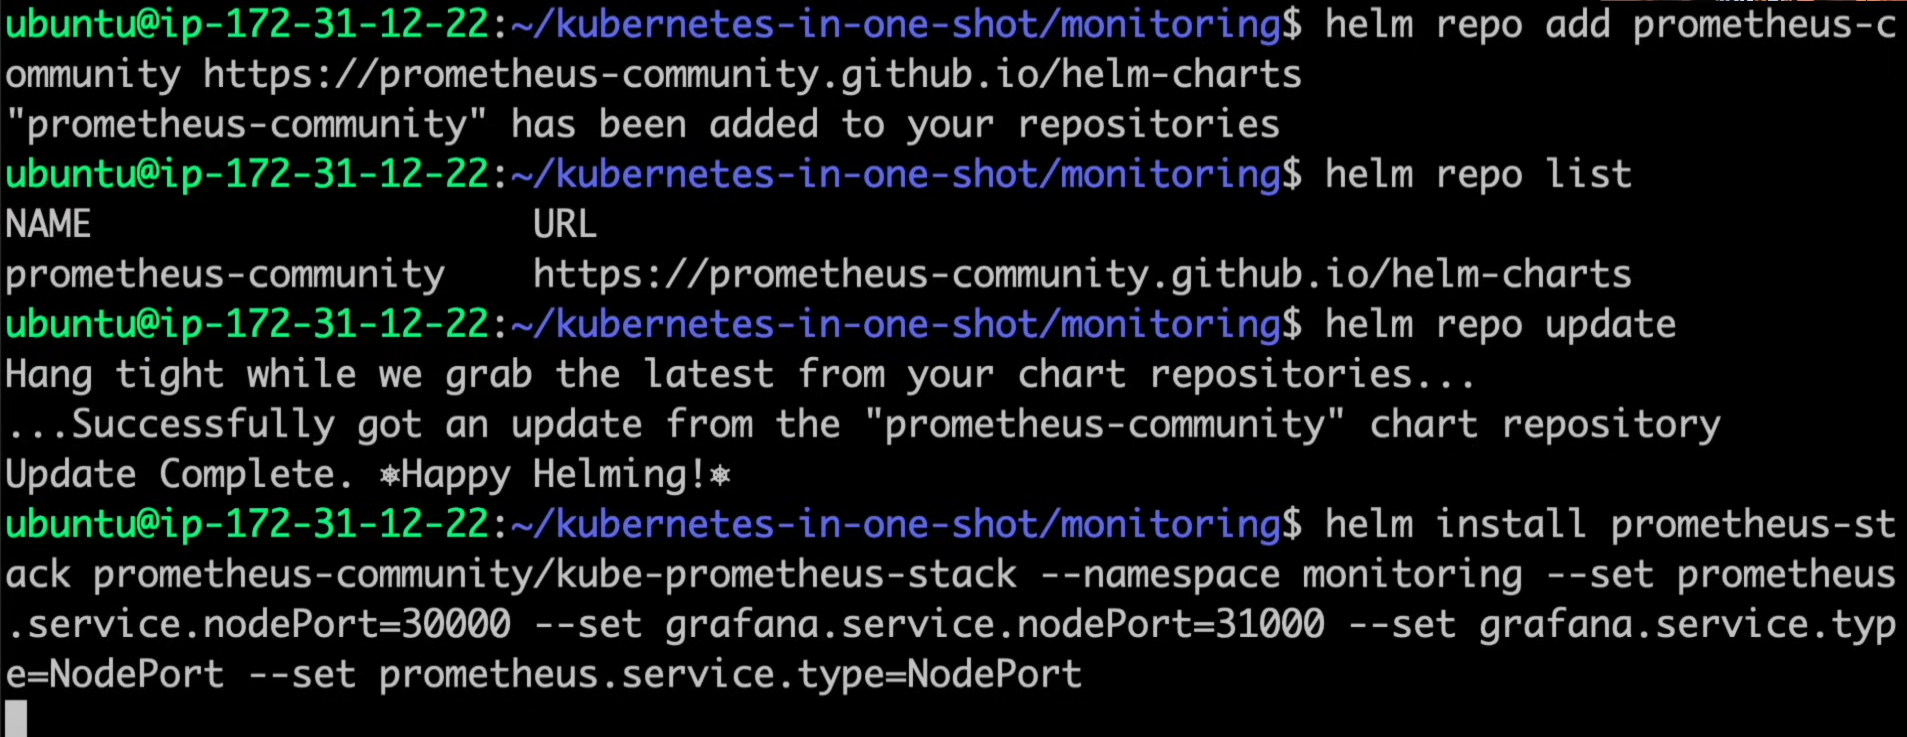 ubuntu@ip-172-31-12-22:~/kubernetes-in-one-shot/monitoring$ helm repo add prometheus-c
ommunity https://prometheus-community.github.io/helm-charts
"prometheus-community" has been added to your repositories
ubuntu@ip-172-31-12-22:~/kubernetes-in-one-shot/monitoring$ helm repo list
NAME                    URL
prometheus-community    https://prometheus-community.github.io/helm-charts
ubuntu@ip-172-31-12-22:~/kubernetes-in-one-shot/monitoring$ helm repo update
Hang tight while we grab the latest from your chart repositories...
...Successfully got an update from the "prometheus-community" chart repository
Update Complete. ⎈Happy Helming!⎈
ubuntu@ip-172-31-12-22:~/kubernetes-in-one-shot/monitoring$ helm install prometheus-st
ack prometheus-community/kube-prometheus-stack --namespace monitoring --set prometheus
.service.nodePort=30000 --set grafana.service.nodePort=31000 --set grafana.service.typ
e=NodePort --set prometheus.service.type=NodePort